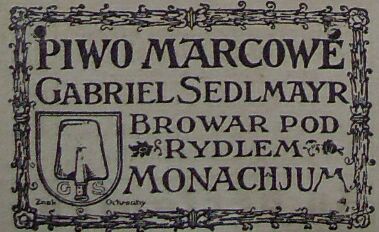 PIWO MARCOWE
GABRIEL SEDLMAYR
BROWAR POD
RYDLEM
MONACHJUM
G S
Znak Ochronny